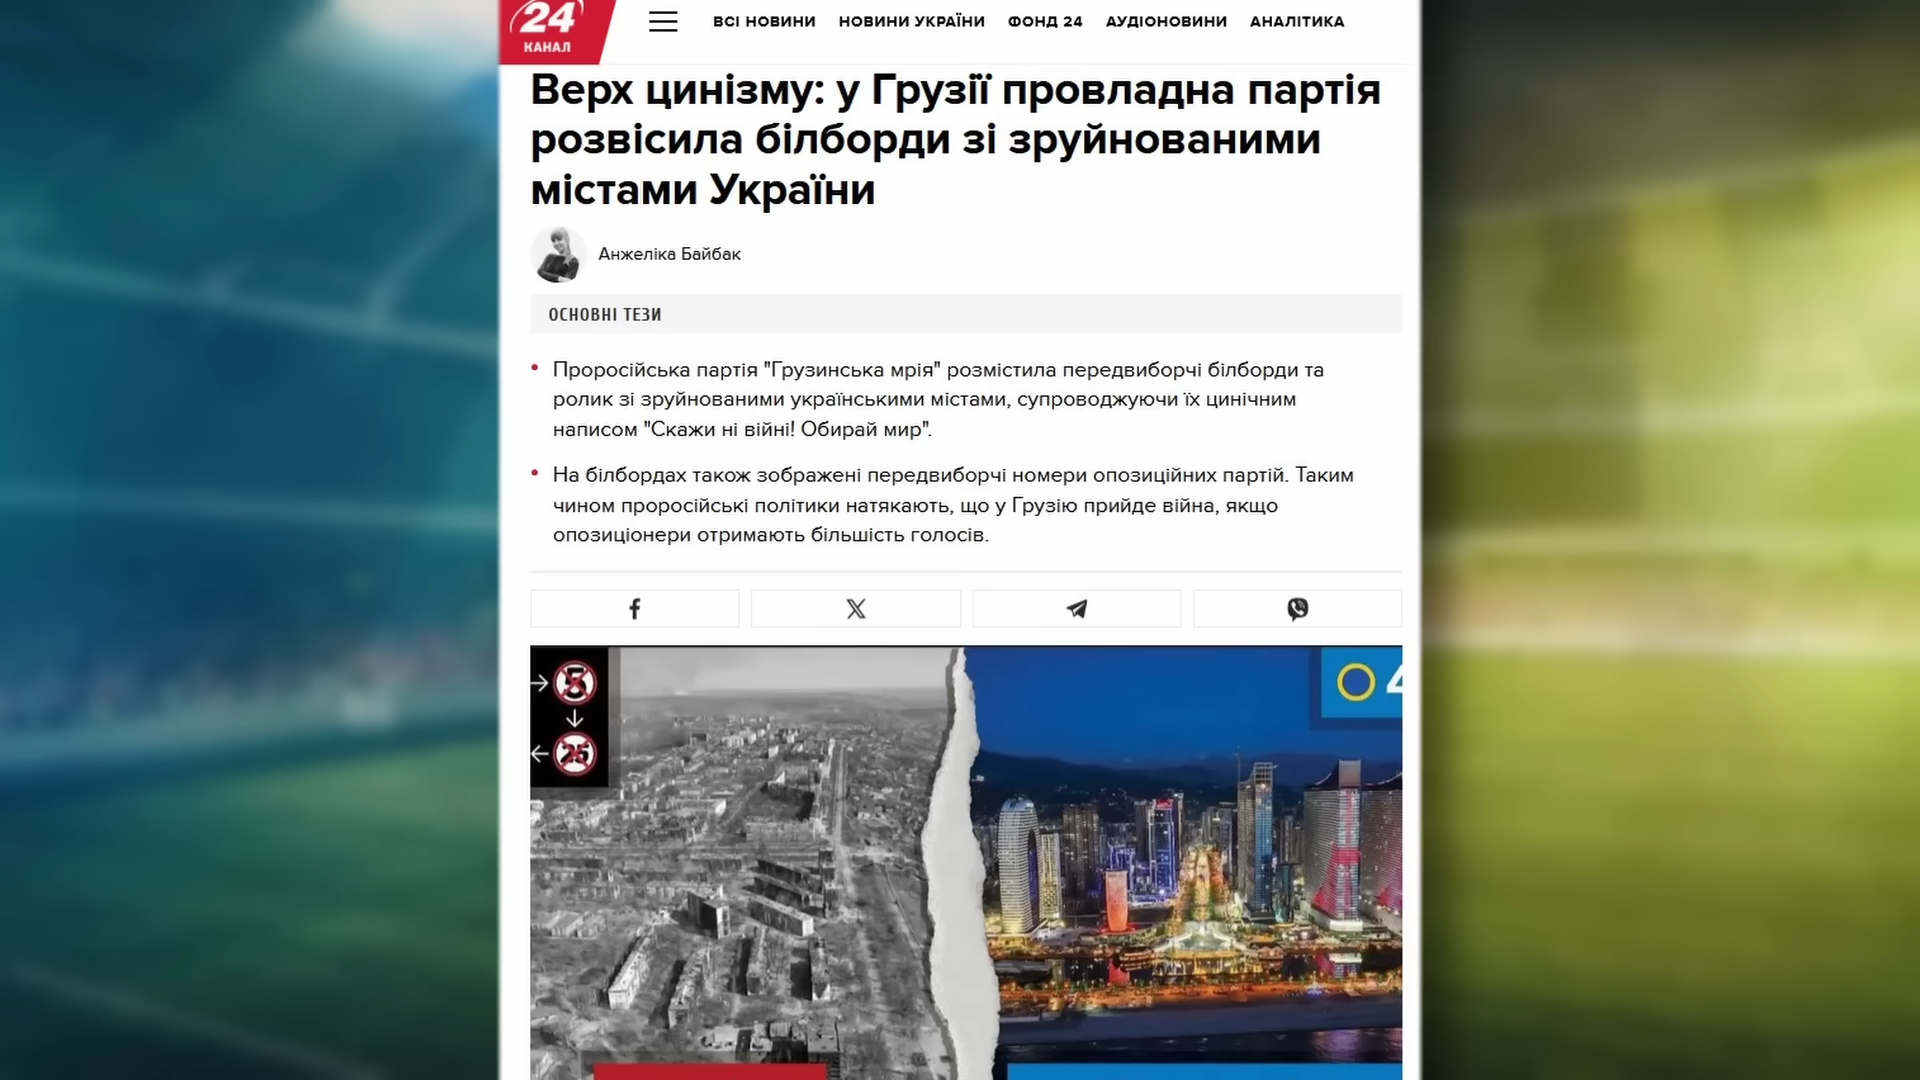 24
КАНАЛ
ВСІ НОВИНИ НОВИНИ УКРАЇНИ ФОНД 24 АУДІОНОВИНИ АНАЛІТИКА
Верх цинізму: у Грузії провладна партія
розвісила білборди зі зруйнованими
містами України
Анжеліка Байбак
ОСНОВНІ ТЕЗИ
Проросійська партія "Грузинська мрія" розмістила передвиборчі білборди та
ролик зі зруйнованими українськими містами, супроводжуючи їх цинічним
написом "Скажи ні війні! Обирай мир".
На білбордах також зображені передвиборчі номери опозиційних партій. Таким
чином проросійські політики натякають, що у Грузію прийде війна, якщо
опозиціонери отримають більшість голосів.
5
25
4